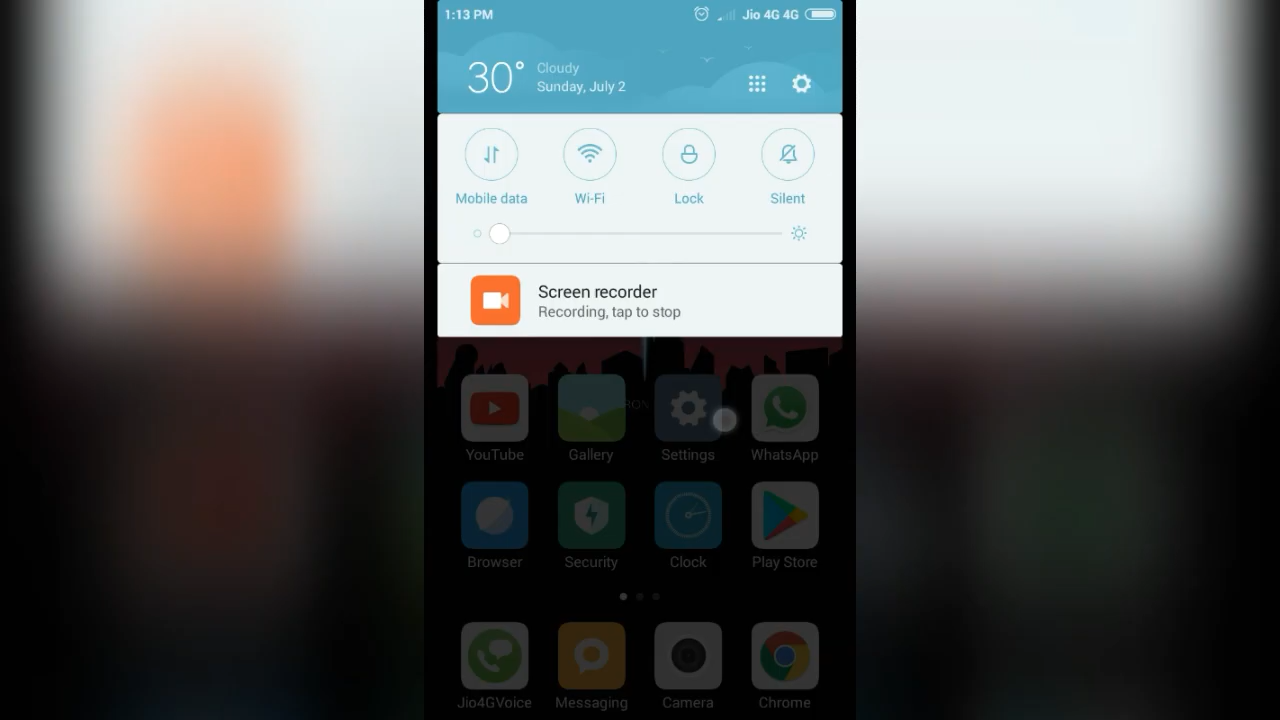 1:13 PM
Jio 4G 4G
30°
Cloudy
Sunday, July 2
Mobile data
Wi-Fi
Lock
Silent
Screen recorder
Recording, tap to stop
YouTube
Gallery
Settings
WhatsApp
Browser
Security
Clock
Play Store
Jio4GVoice
Messaging
Camera
Chrome